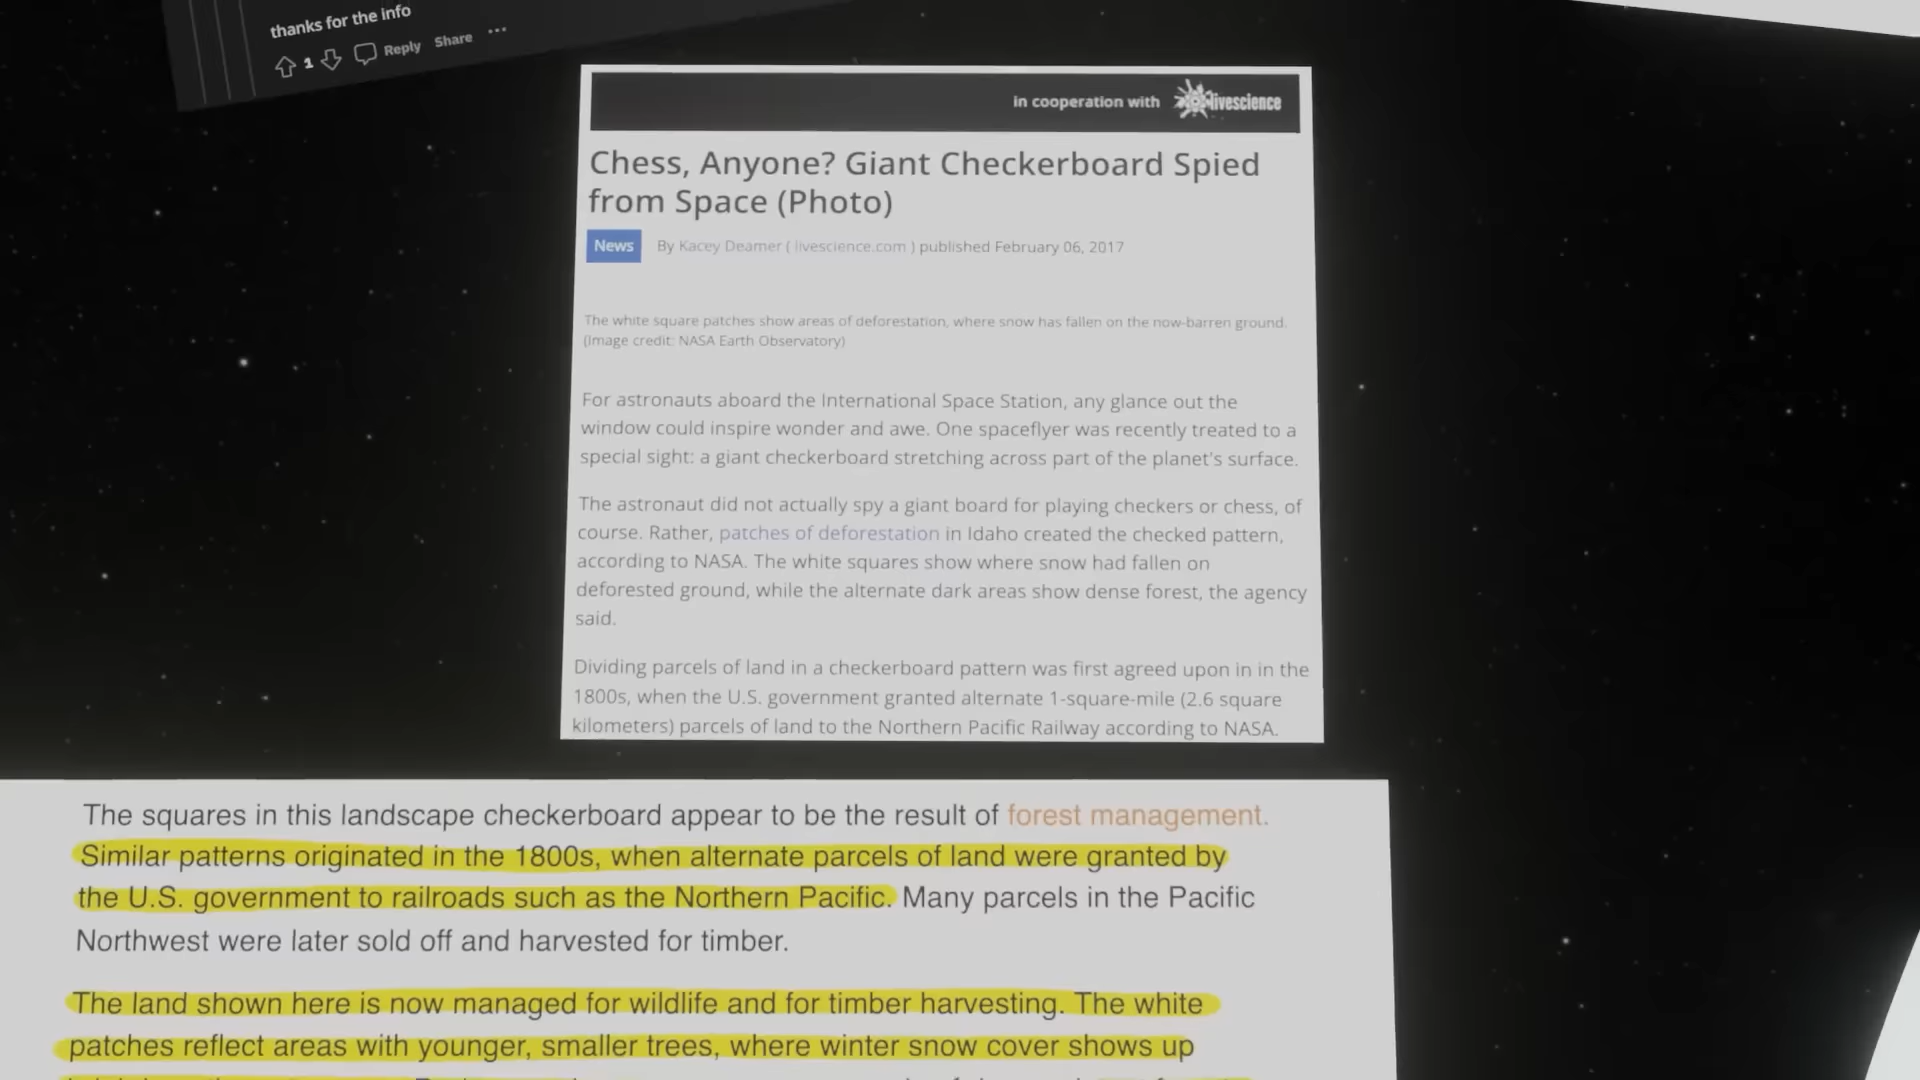 thanks for the info
1 Reply Share ...
in cooperation with livescience
Chess, Anyone? Giant Checkerboard Spied
from Space (Photo)
News By Kacey Deamer ( livescience.com ) published February 06, 2017
The white square patches show areas of deforestation, where snow has fallen on the now-barren ground.
(Image credit: NASA Earth Observatory)
For astronauts aboard the International Space Station, any glance out the
window could inspire wonder and awe. One spaceflyer was recently treated to a
special sight: a giant checkerboard stretching across part of the planet's surface.
The astronaut did not actually spy a giant board for playing checkers or chess, of
course. Rather, patches of deforestation in Idaho created the checked pattern,
according to NASA. The white squares show where snow had fallen on
deforested ground, while the alternate dark areas show dense forest, the agency
said.
Dividing parcels of land in a checkerboard pattern was first agreed upon in in the
1800s, when the U.S. government granted alternate 1-square-mile (2.6 square
kilometers) parcels of land to the Northern Pacific Railway according to NASA.
The squares in this landscape checkerboard appear to be the result of forest management.
Similar patterns originated in the 1800s, when alternate parcels of land were granted by
the U.S. government to railroads such as the Northern Pacific. Many parcels in the Pacific
Northwest were later sold off and harvested for timber.
The land shown here is now managed for wildlife and for timber harvesting. The white
patches reflect areas with younger, smaller trees, where winter snow cover shows up